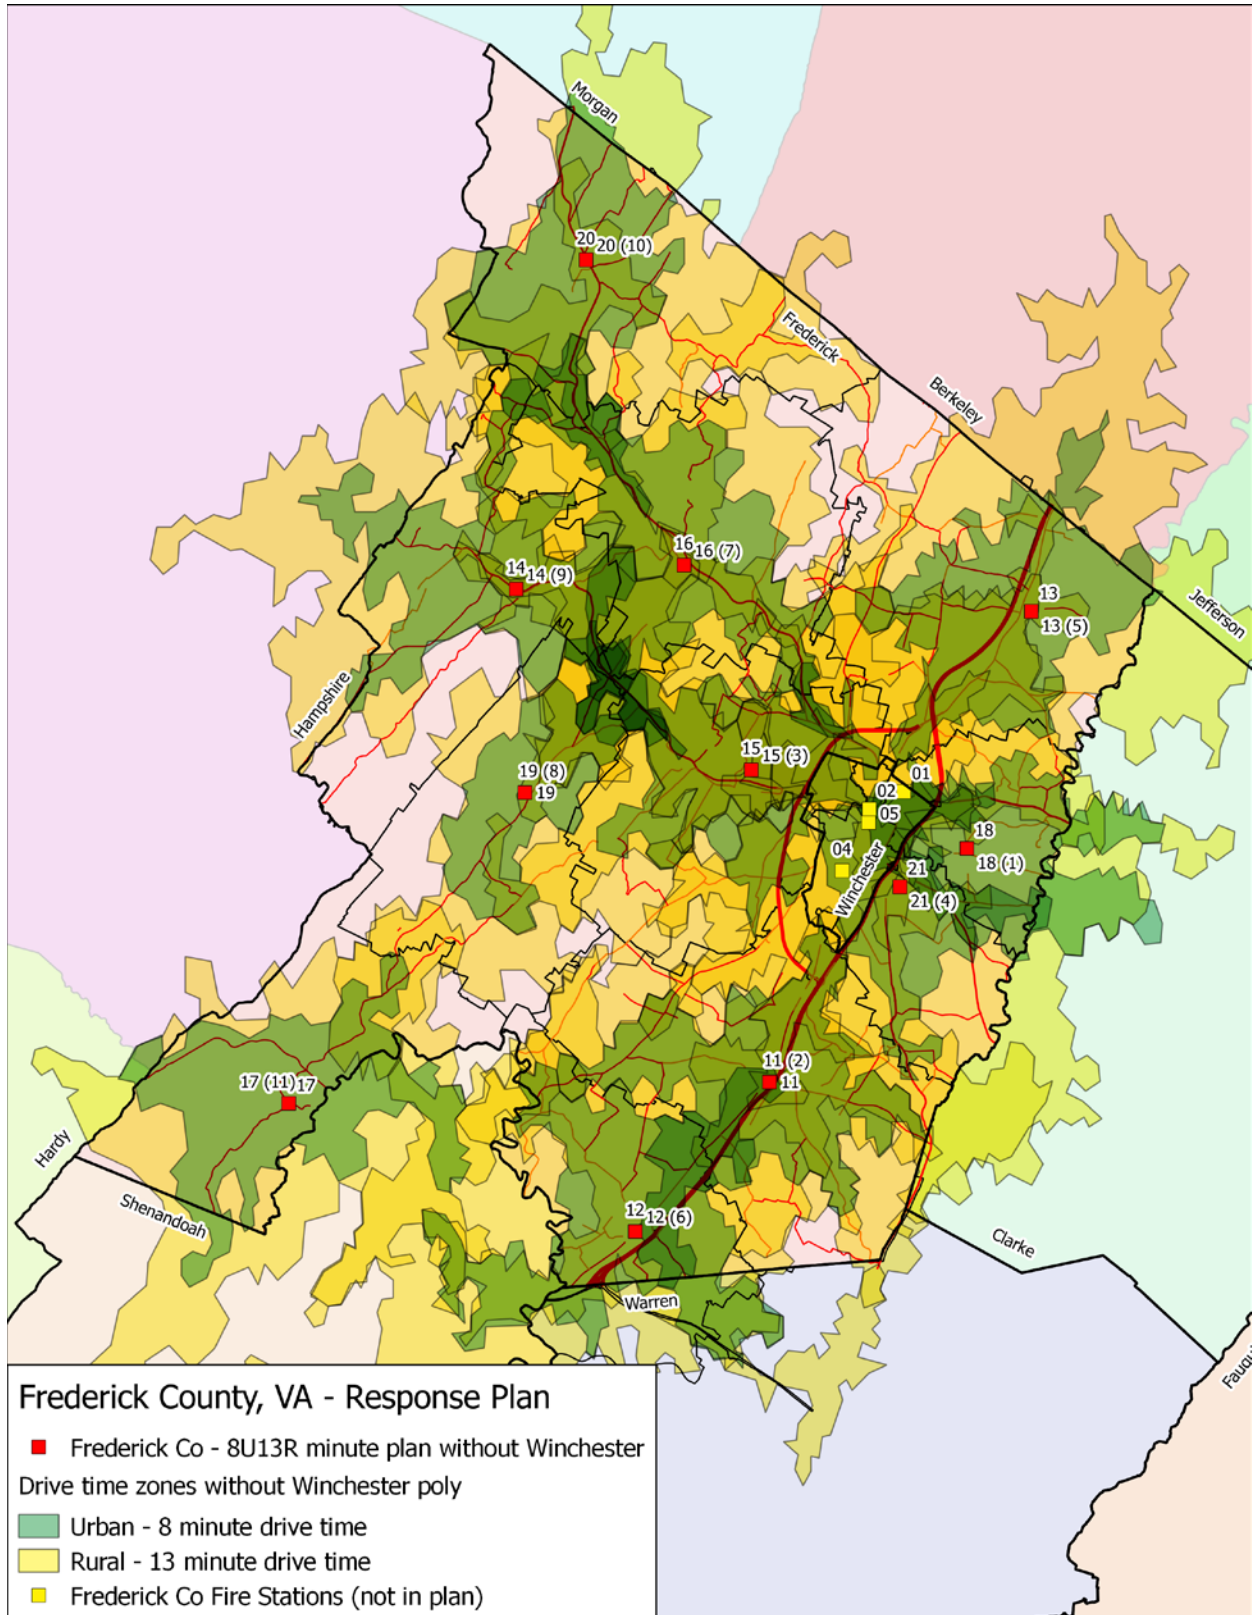 Morgan
20
20 (10)
Frederick
Berkeley
16
16 (7)
14
14 (9)
13
13 (5)
Jefferson
Hampshire
15
15 (3)
19 (8)
19
01
02
05
04
Winchester
18
18 (1)
21
21 (4)
11 (2)
11
17 (11)
17
Hardy
Shenandoah
12
12 (6)
Clarke
Warren
Fauqui
Frederick County, VA - Response Plan
Frederick Co - 8U13R minute plan without Winchester
Drive time zones without Winchester poly
Urban - 8 minute drive time
Rural - 13 minute drive time
Frederick Co Fire Stations (not in plan)